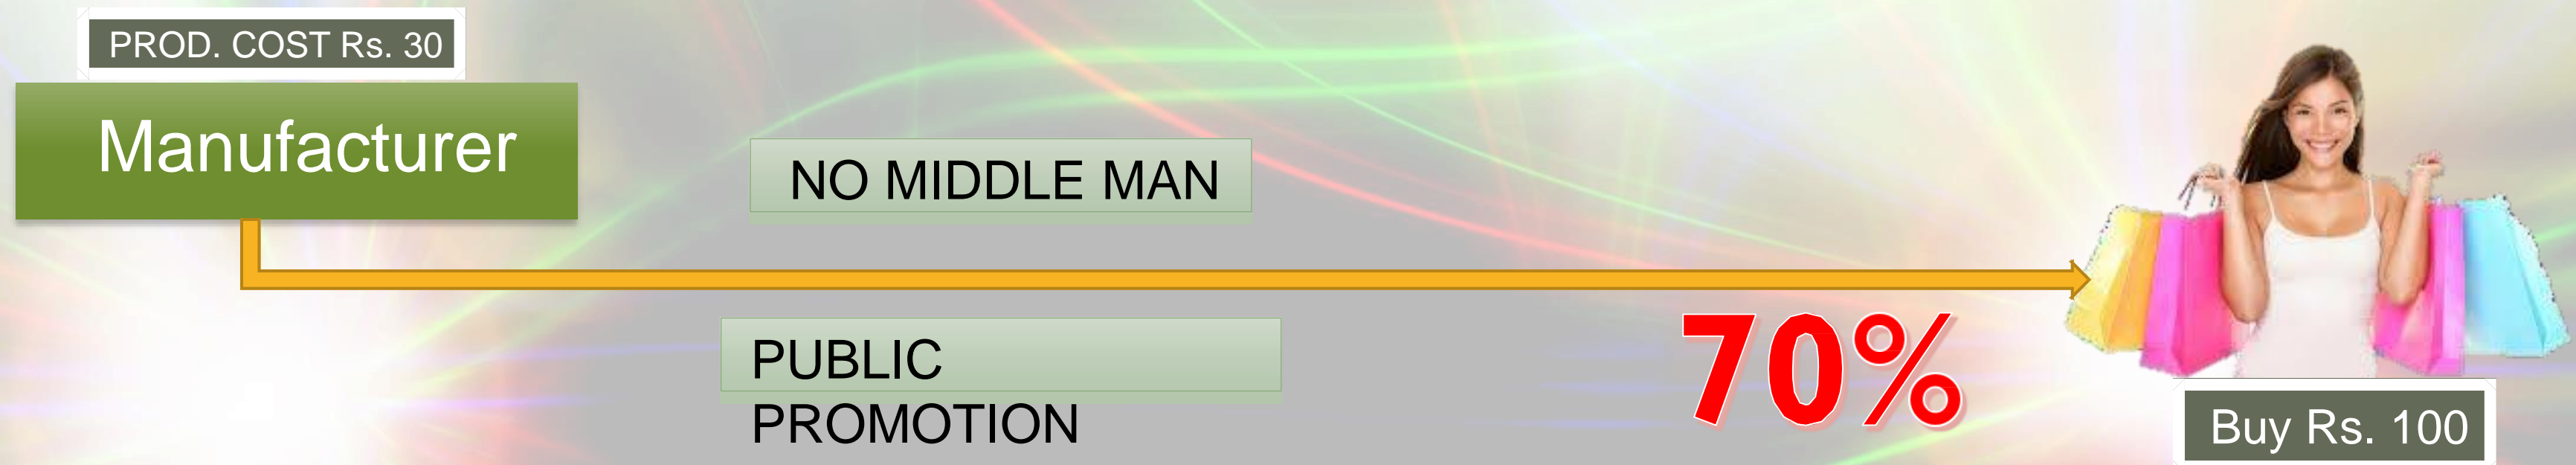 PROD. COST Rs. 30
Manufacturer
NO MIDDLE MAN
PUBLIC
PROMOTION
70%
Buy Rs. 100